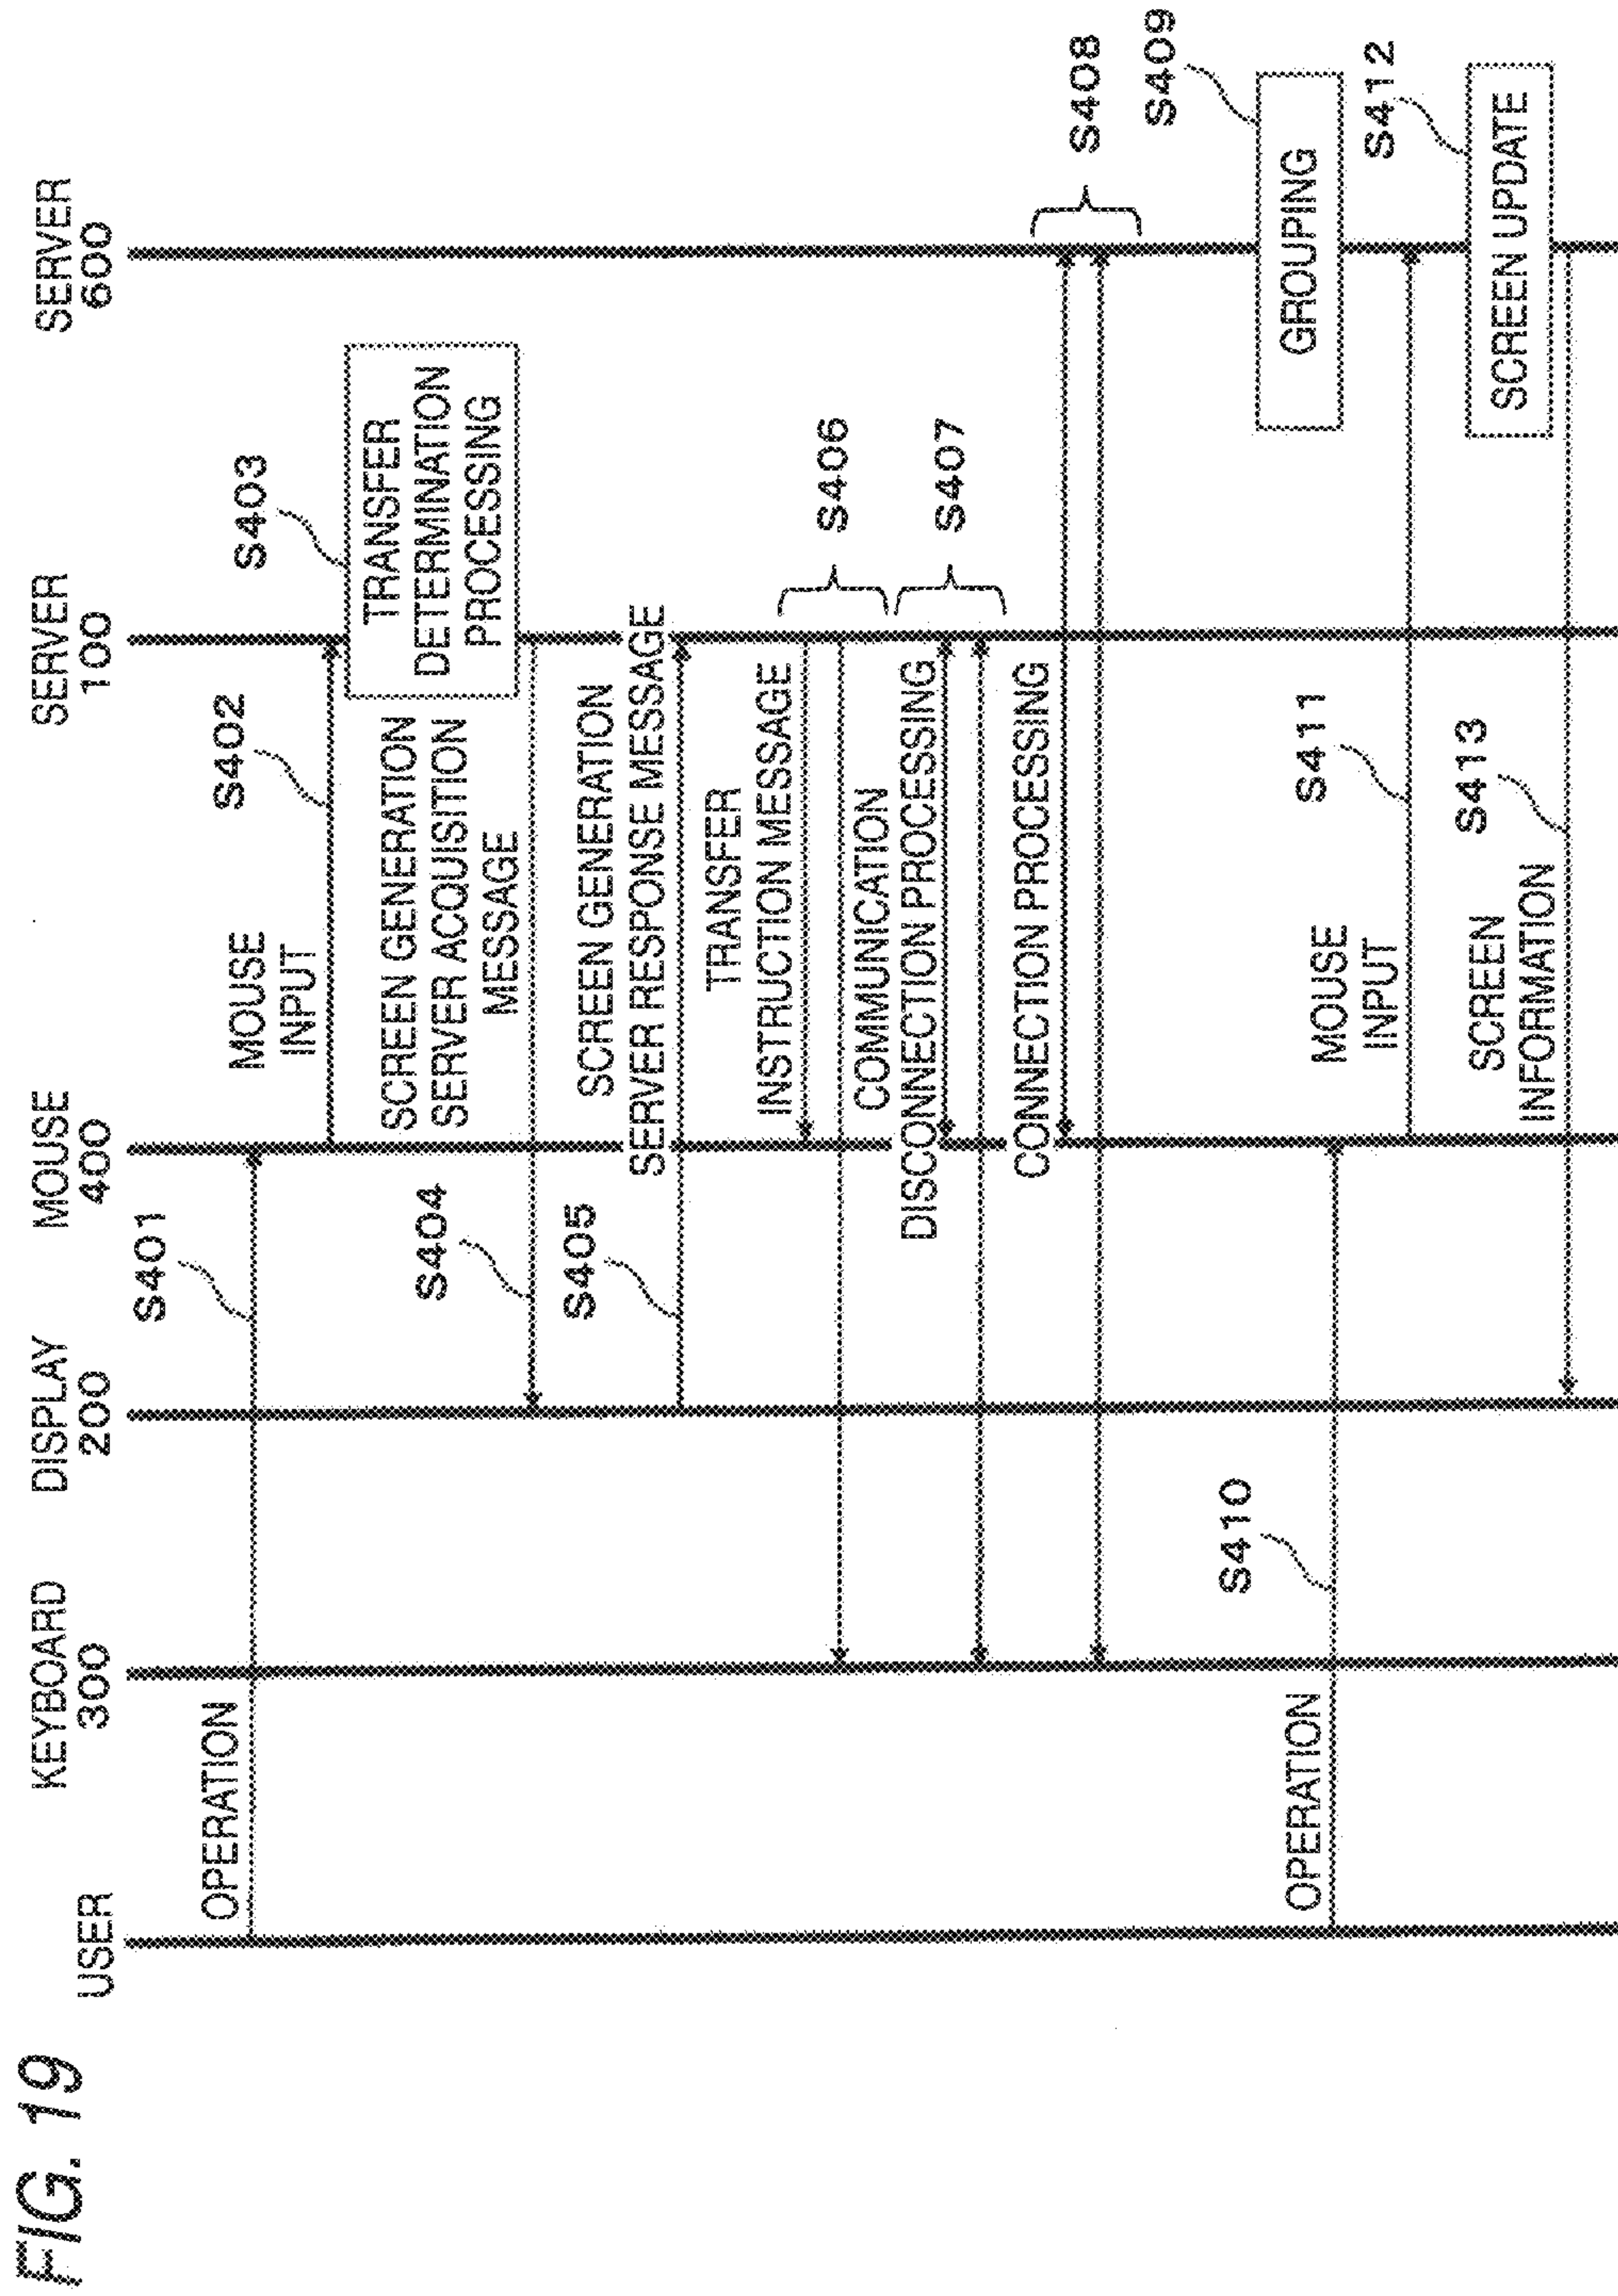 FIG. 19
USER
KEYBOARD
300
DISPLAY
200
MOUSE
400
SERVER
100
SERVER
600
OPERATION
S401
MOUSE
INPUT
S402
S403
TRANSFER
DETERMINATION
PROCESSING
SCREEN GENERATION
SERVER ACQUISITION
MESSAGE
S404
SCREEN GENERATION
SERVER RESPONSE MESSAGE
S405
TRANSFER
INSTRUCTION MESSAGE
S406
COMMUNICATION
DISCONNECTION PROCESSING
S407
CONNECTION PROCESSING
S408
S409
GROUPING
OPERATION
S410
MOUSE
INPUT
S411
S412
SCREEN UPDATE
SCREEN
INFORMATION
S413